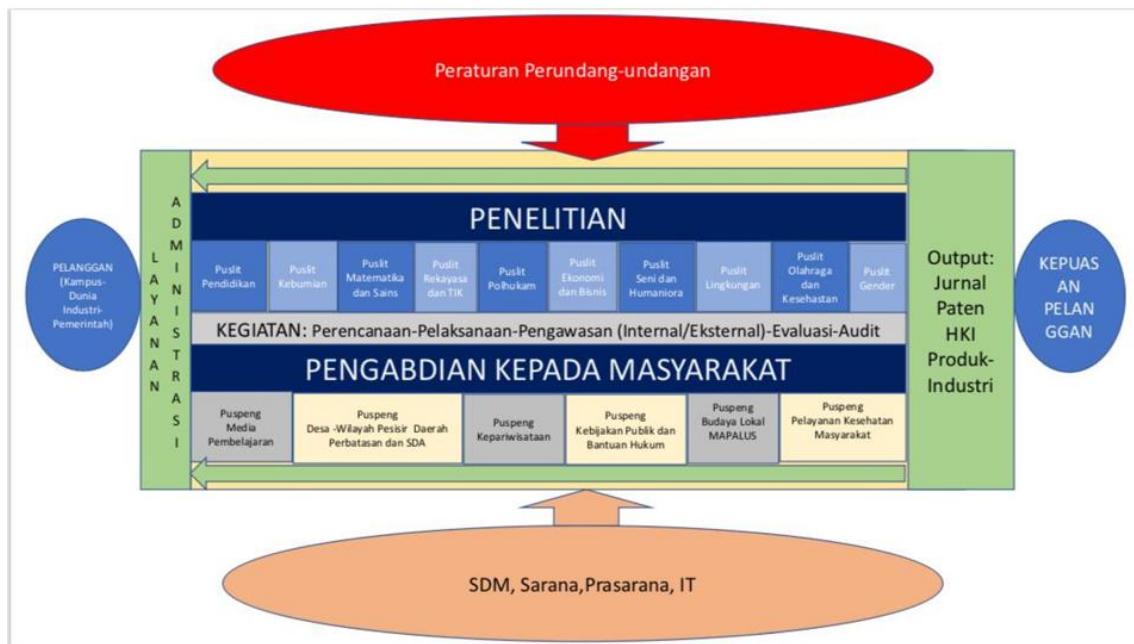 Peraturan Perundang-undangan
PELANGGAN
(Kampus-
Dunia
Industri-
Pemerintah)
LAYANAN
ADMINISTRASI
PENELITIAN
Puslit
Pendidikan
Puslit
Kebumian
Puslit
Matematika
dan Sains
Puslit
Rekayasa
dan TIK
Puslit
Polhukam
Puslit
Ekonomi
dan Bisnis
Puslit
Seni dan
Humaniora
Puslit
Lingkungan
Puslit
Olahraga
dan
Kesehastan
Puslit
Gender
KEGIATAN: Perencanaan-Pelaksanaan-Pengawasan (Internal/Eksternal)-Evaluasi-Audit
PENGABDIAN KEPADA MASYARAKAT
Puspeng
Media
Pembelajaran
Puspeng
Desa -Wilayah Pesisir Daerah
Perbatasan dan SDA
Puspeng
Kepariwisataan
Puspeng
Kebijakan Publik dan
Bantuan Hukum
Puspeng
Budaya Lokal
MAPALUS
Puspeng
Pelayanan Kesehatan
Masyarakat
Output:
Jurnal
Paten
HKI
Produk-
Industri
KEPUAS
AN
PELAN
GGAN
SDM, Sarana,Prasarana, IT